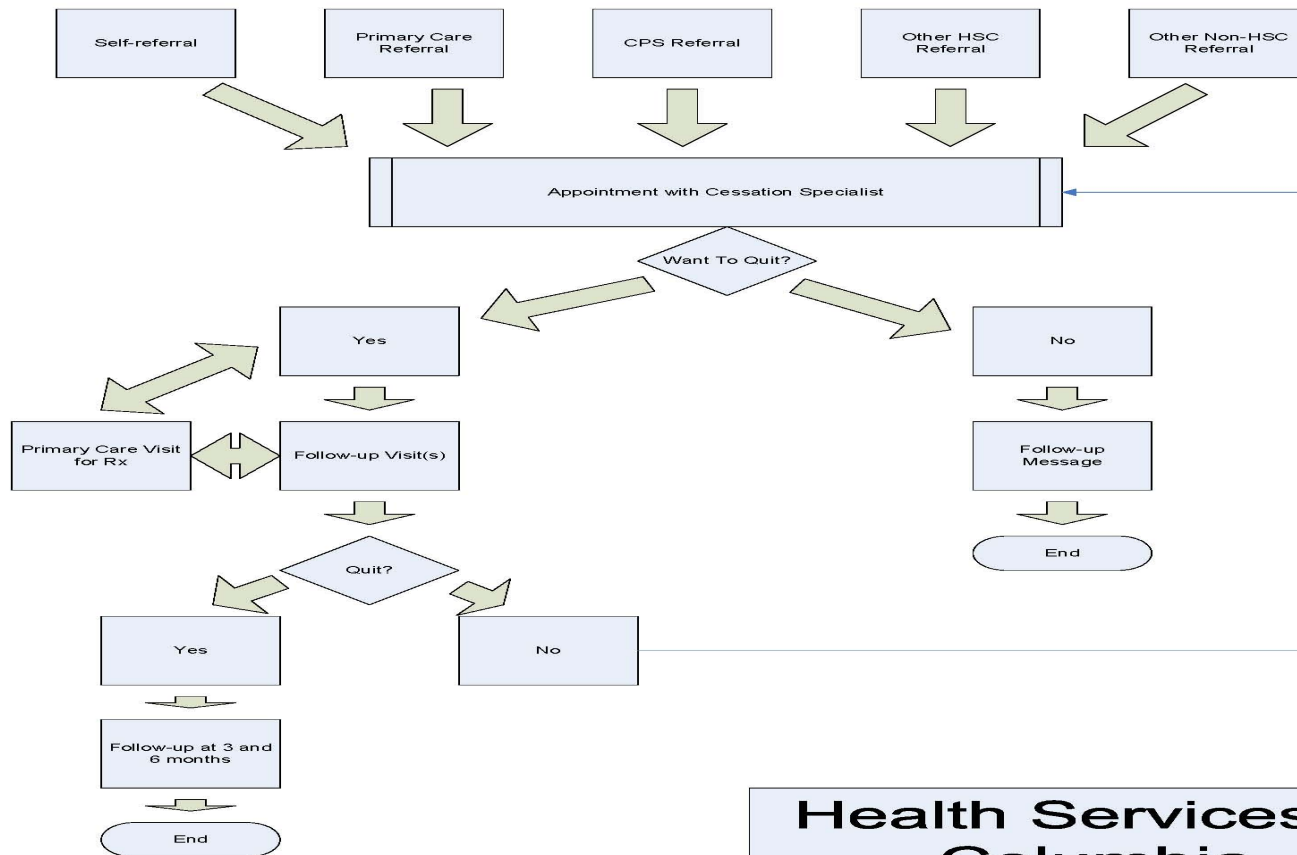 Self-referral
Primary Care
Referral
CPS Referral
Other HSC
Referral
Other Non-HSC
Referral
Appointment with Cessation Specialist
Want To Quit?
Yes
No
Primary Care Visit
for Rx
Follow-up Visit(s)
Follow-up
Message
Quit?
End
Yes
No
Follow-up at 3 and
6 months
End
Health Services
Columbia